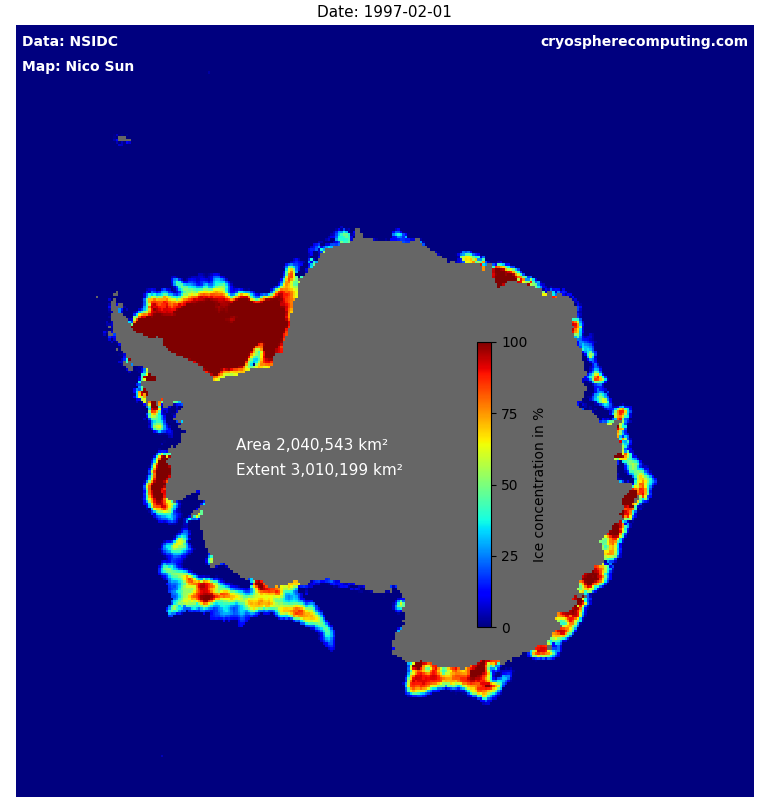 Date: 1997-02-01
Data: NSIDC
cryospherecomputing.com
Map: Nico Sun
Area 2,040,543 km²
Extent 3,010,199 km²
100
75
50
25
0
Ice concentration in %